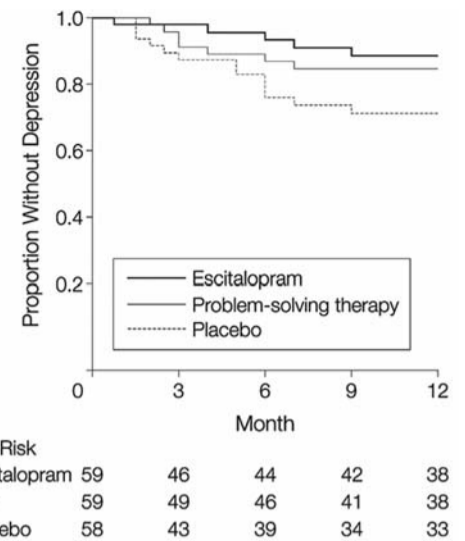 1.0
0.8
0.6
0.4
0.2
Proportion Without Depression
Escitalopram
Problem-solving therapy
Placebo
0 3 6 9 12
Month
Risk
talopram 59 46 44 42 38
59 49 46 41 38
ebo 58 43 39 34 33